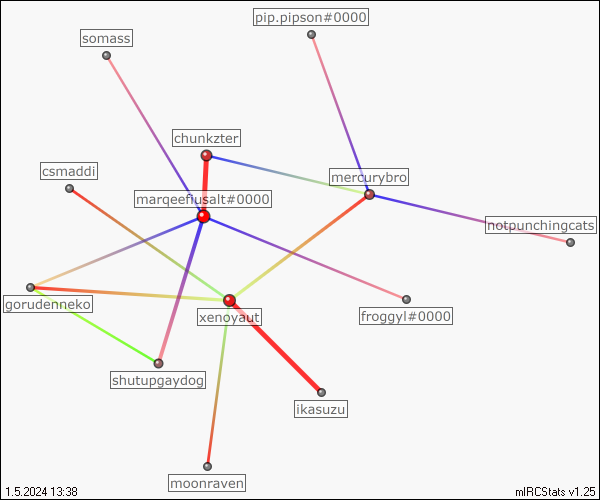 pip.pipson#0000
somass
chunkzter
csmaddi
mercurybro
marqeefiusalt#0000
notpunchingcats
gorudenneko
froggyl#0000
xenoyaut
shutupgaydog
ikasuzu
moonraven
1.5.2024 13:38
mIRCStats v1.25